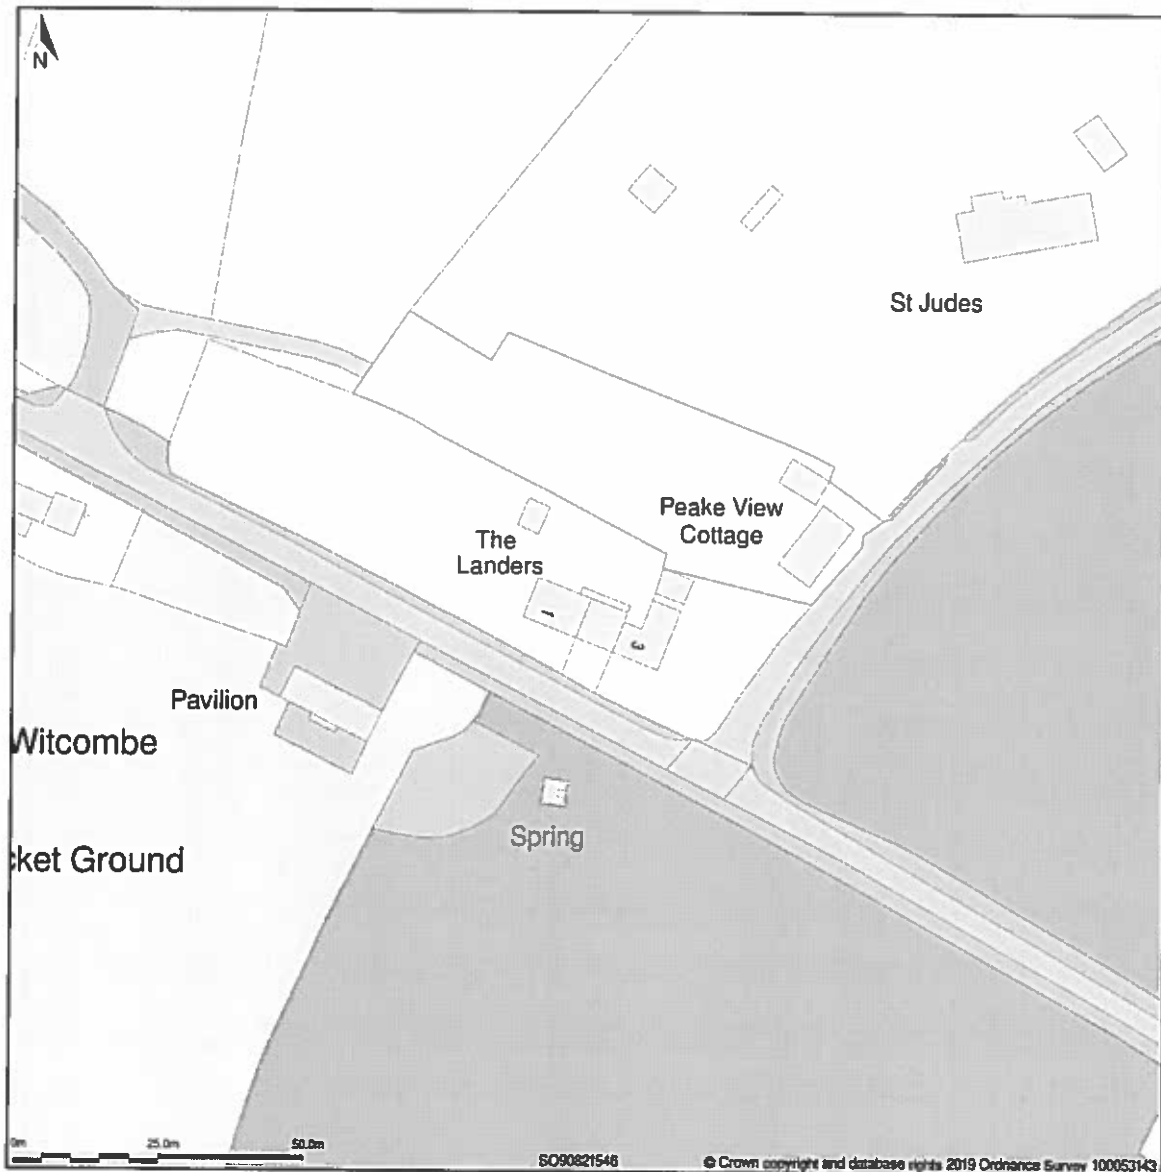 N
St Judes
Peake View
Cottage
The
Landers
1
3
Pavilion
Witcombe
Spring
cket Ground
0m 25.0m 50.0m
SO90821546
© Crown copyright and database rights 2019 Ordnance Survey 100053143